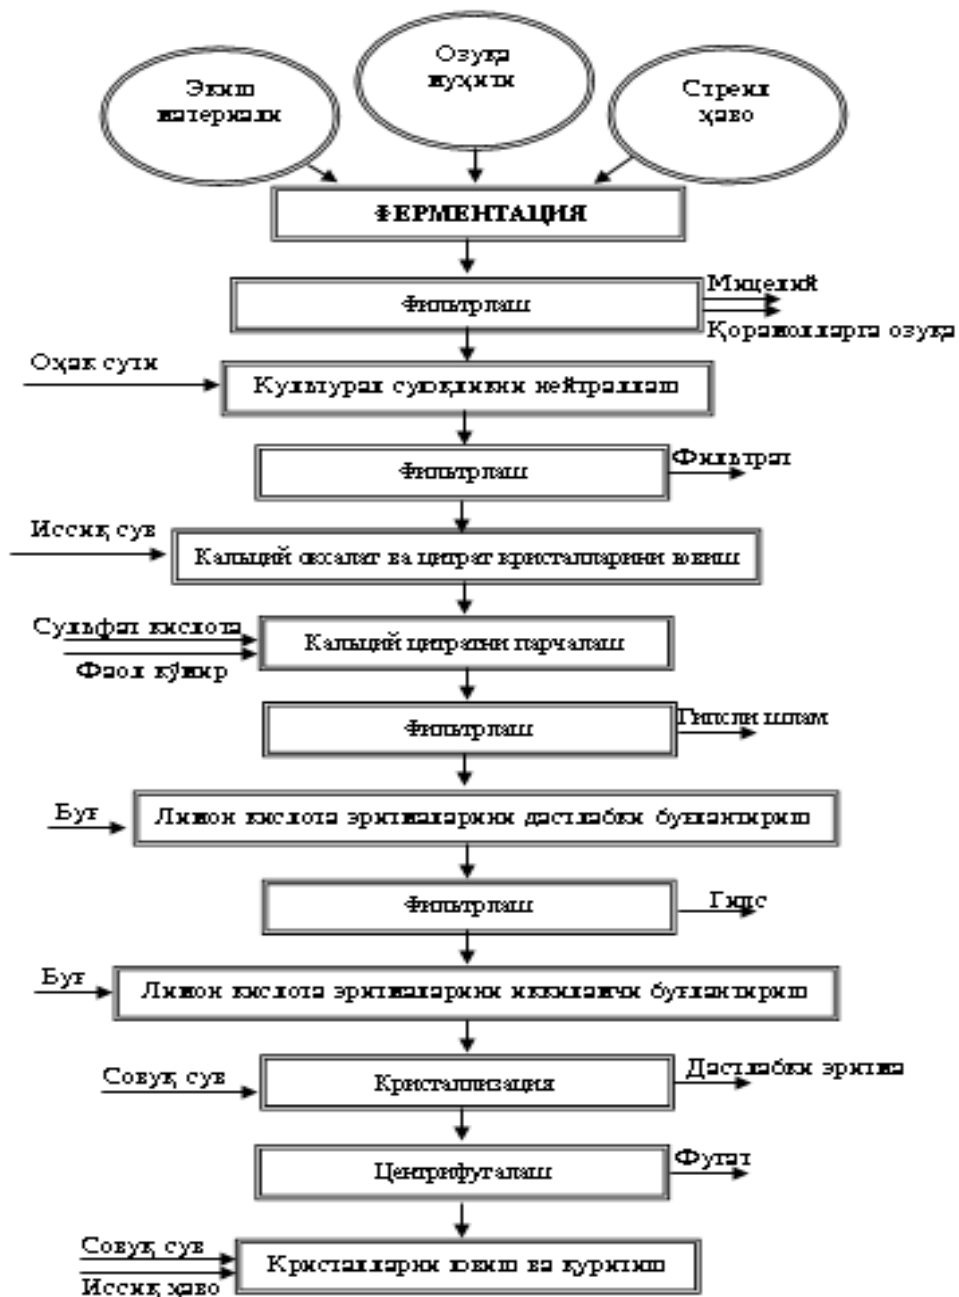 Озуқа
муҳити
Экиш
материали
Стреил
ҳаво
ФЕРМЕНТАЦИЯ
Фильтрлаш
Мицелий
Қорамолларга озуқа
Оҳак сути
Культурал суюқликни нейтраллаш
Фильтрлаш
Фильтрат
Иссиқ сув
Кальций оксалат ва цитрат кристалларини ювиш
Сульфат кислота
Фаол кўмир
Кальций цитратни парчалаш
Фильтрлаш
Гипсли шлам
Буғ
Лимон кислота эритмаларини дастлабки буғлантириш
Фильтрлаш
Гипс
Буғ
Лимон кислота эритмаларини иккиламчи буғлантириш
Совуқ сув
Кристаллизация
Дастлабки эритма
Центрифугалаш
Фугат
Совуқ сув
Иссиқ ҳаво
Кристалларни ювиш ва қуритиш